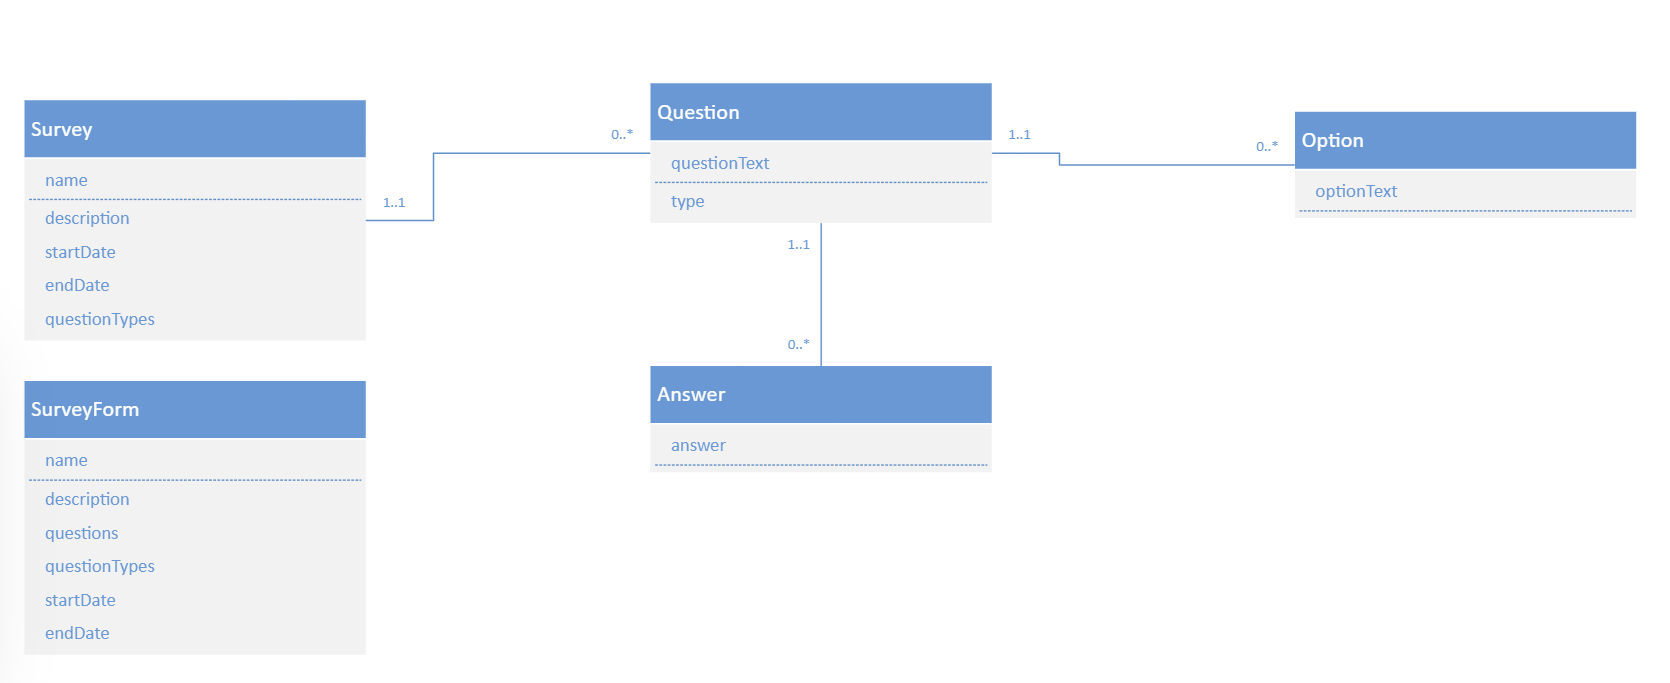 Survey
name
description
startDate
endDate
questionTypes
1..1
0..*
Question
questionText
type
1..1
0..*
Option
optionText
1..1
0..*
Answer
answer
SurveyForm
name
description
questions
questionTypes
startDate
endDate